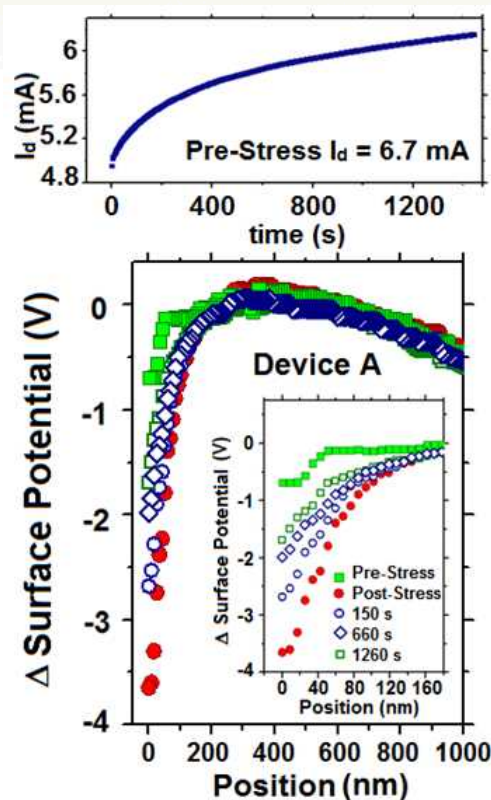 6
5.6
5.2
4.8
I_d (mA)
Pre-Stress I_d = 6.7 mA
0
400
800
1200
time (s)
0
-1
-2
-3
-4
Δ Surface Potential (V)
Device A
0
-1
-2
-3
-4
Δ Surface Potential (V)
Pre-Stress
Post-Stress
150 s
660 s
1260 s
0
40
80
120
160
Position (nm)
0
200
400
600
800
1000
Position (nm)